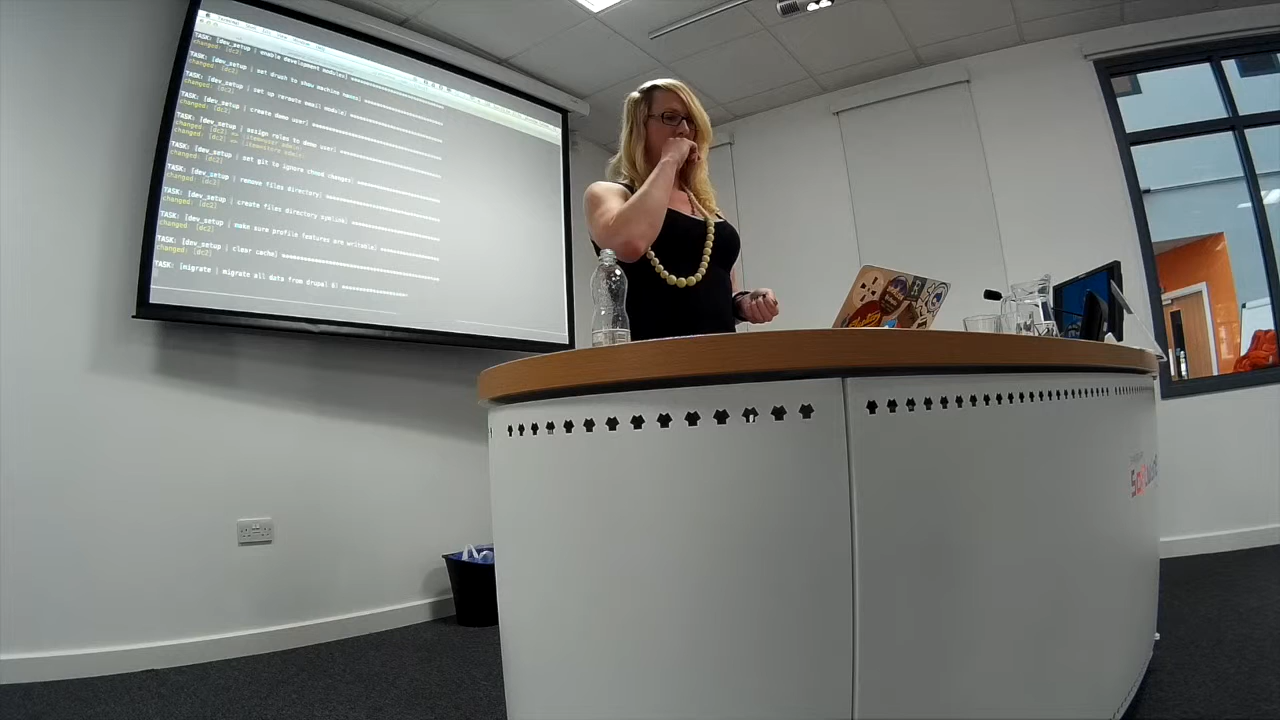 TASK: [dev_setup | enable development modules] ****
changed: [dc2]
TASK: [dev_setup | set drush to show machine names] ****
changed: [dc2]
TASK: [dev_setup | set up reroute email module] ****
changed: [dc2]
TASK: [dev_setup | create demo user] ****
changed: [dc2]
TASK: [dev_setup | assign roles to demo user] ****
changed: [dc2] =>
changed: [dc2] =>
TASK: [dev_setup | set git to ignore chmod changes] ****
changed: [dc2]
TASK: [dev_setup | remove files directory] ****
changed: [dc2]
TASK: [dev_setup | create files directory symlink] ****
changed: [dc2]
TASK: [dev_setup | make sure profile features are writable] ****
changed: [dc2]
TASK: [dev_setup | clear cache] ****
changed: [dc2]
TASK: [migrate | migrate all data from drupal 6] ****